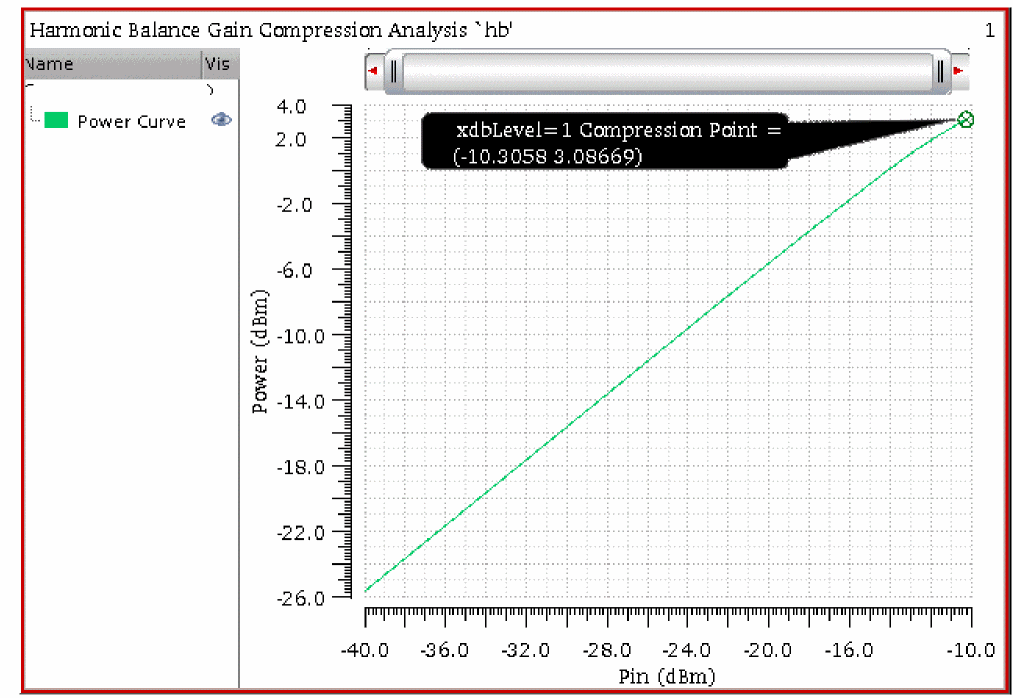 Harmonic Balance Gain Compression Analysis `hb'
1
Name
Vis
Power Curve
xdbLevel=1 Compression Point =
(-10.3058 3.08669)
4.0
2.0
-2.0
-6.0
-10.0
-14.0
-18.0
-22.0
-26.0
Power (dBm)
-40.0 -36.0 -32.0 -28.0 -24.0 -20.0 -16.0 -10.0
Pin (dBm)